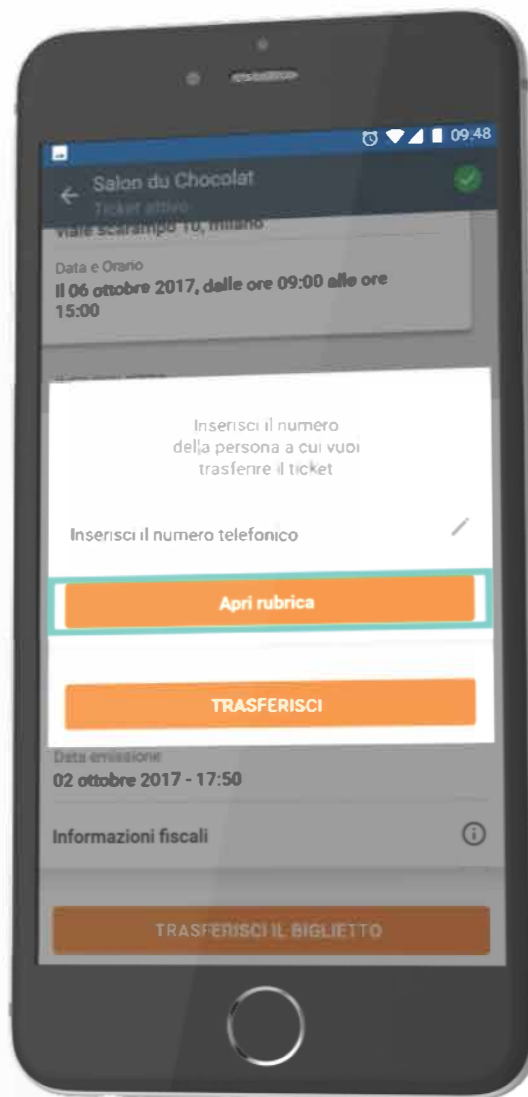 09:48
Salon du Chocolat
Ticket attivo
viale scarampo 10, milano
Data e Orario
Il 06 ottobre 2017, dalle ore 09:00 alle ore
15:00
Inserisci il numero
della persona a cui vuoi
trasferire il ticket
Inserisci il numero telefonico
Apri rubrica
TRASFERISCI
Data emissione
02 ottobre 2017 - 17:50
Informazioni fiscali
TRASFERISCI IL BIGLIETTO